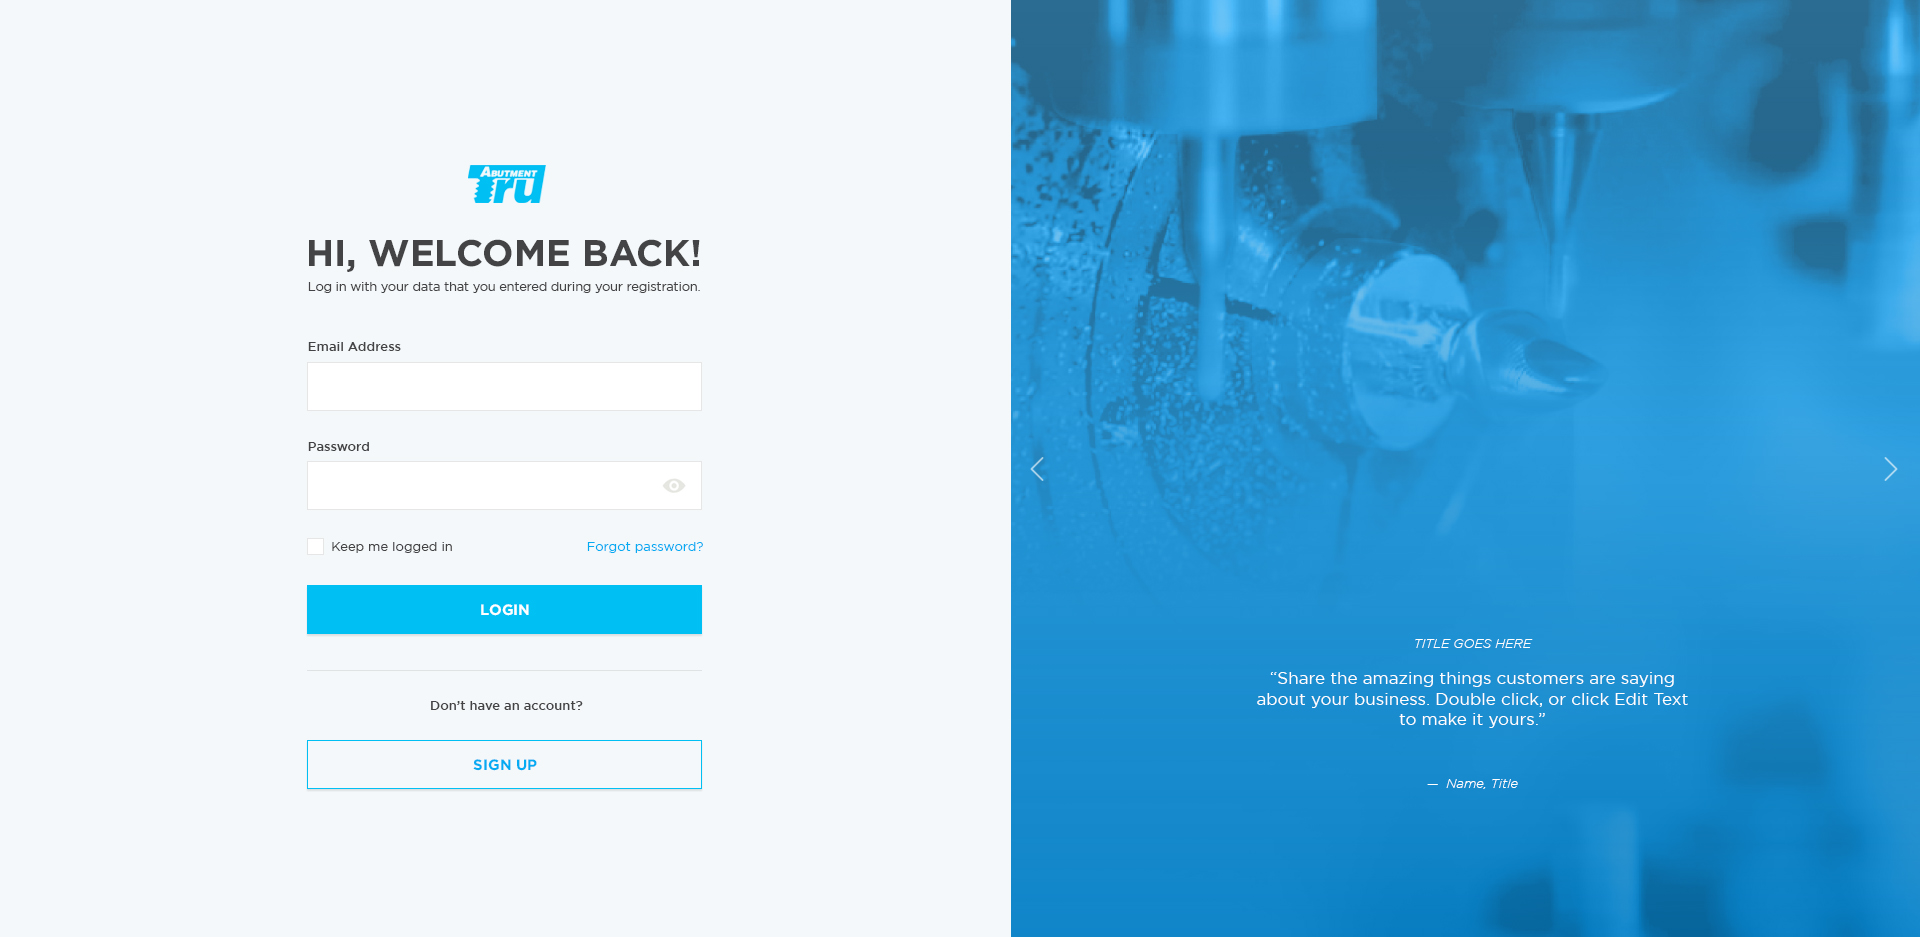 ABUTMENT
Tru
HI, WELCOME BACK!
Log in with your data that you entered during your registration.
Email Address
Password
Keep me logged in
Forgot password?
LOGIN
Don’t have an account?
SIGN UP
TITLE GOES HERE
“Share the amazing things customers are saying
about your business. Double click, or click Edit Text
to make it yours.”
— Name, Title